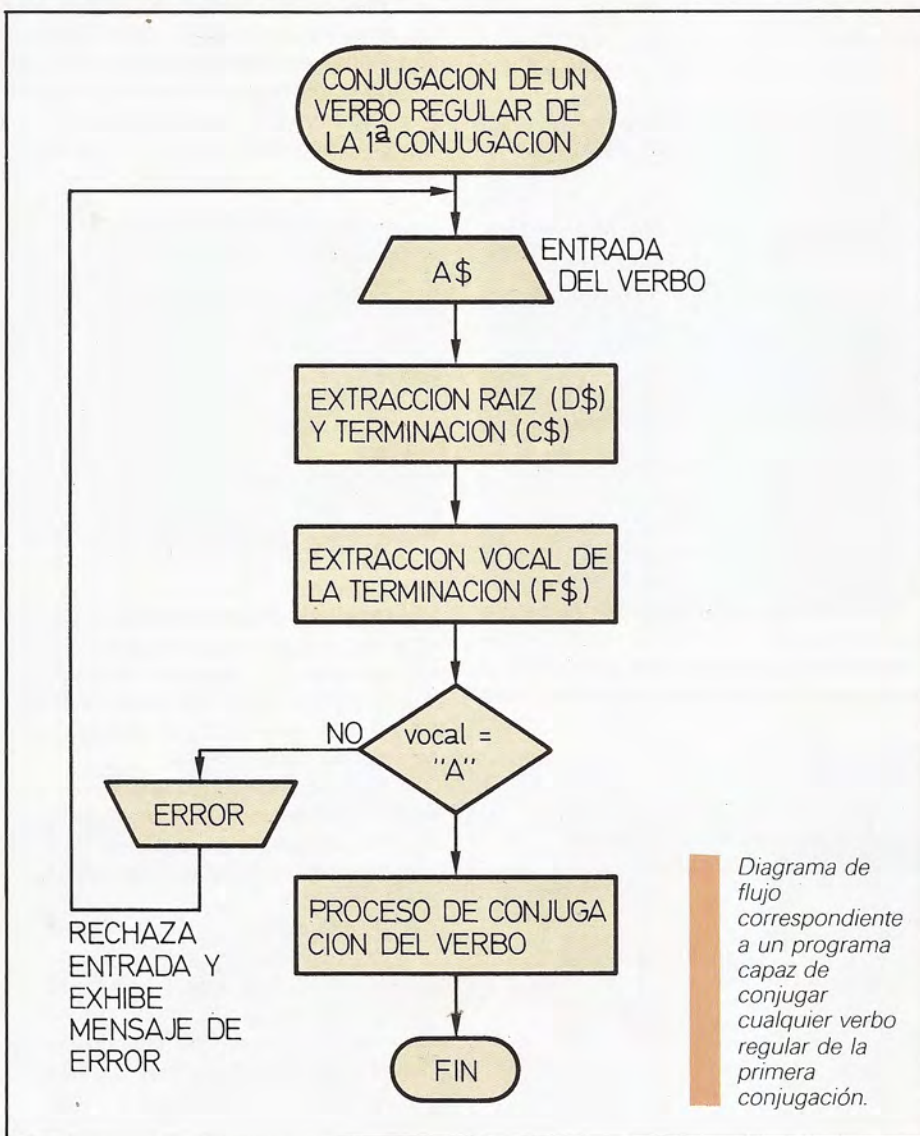 CONJUGACION DE UN
VERBO REGULAR DE
LA 1ª CONJUGACION
A$
ENTRADA
DEL VERBO
EXTRACCION RAIZ (D$)
Y TERMINACION (C$)
EXTRACCION VOCAL DE
LA TERMINACION (F$)
NO
vocal =
"A"
ERROR
RECHAZA
ENTRADA Y
EXHIBE
MENSAJE DE
ERROR
PROCESO DE CONJUGA
CION DEL VERBO
FIN
Diagrama de
flujo
correspondiente
a un programa
capaz de
conjugar
cualquier verbo
regular de la
primera
conjugación.